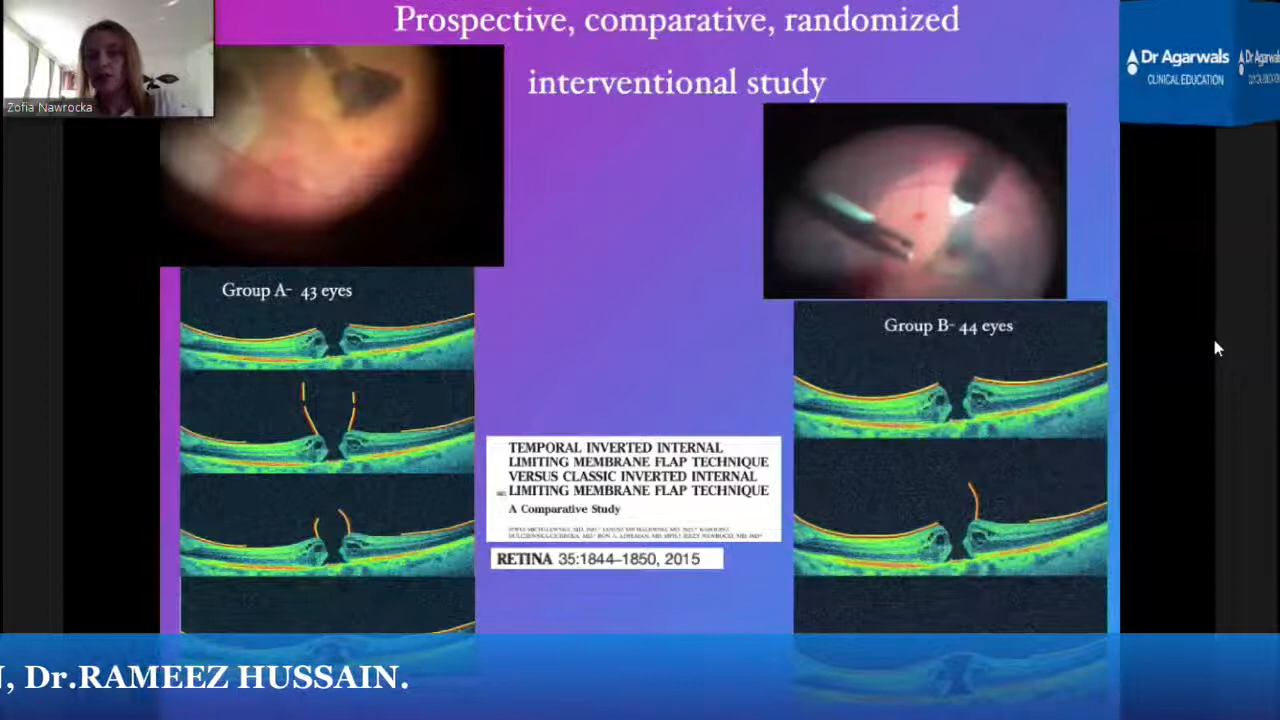 Prospective, comparative, randomized
interventional study
Dr Agarwals
CLINICAL EDUCATION
Dr Agarwals
Zofia Nawrocka
Group A- 43 eyes
Group B- 44 eyes
TEMPORAL INVERTED INTERNAL
LIMITING MEMBRANE FLAP TECHNIQUE
VERSUS CLASSIC INVERTED INTERNAL
LIMITING MEMBRANE FLAP TECHNIQUE
A Comparative Study
RETINA 35:1844–1850, 2015
, Dr.RAMEEZ HUSSAIN.